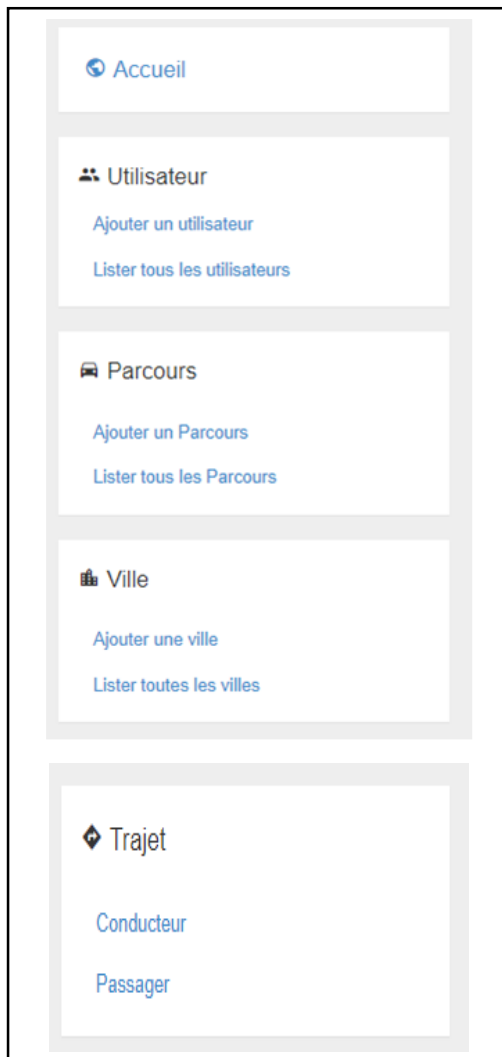 Accueil
Utilisateur
Ajouter un utilisateur
Lister tous les utilisateurs
Parcours
Ajouter un Parcours
Lister tous les Parcours
Ville
Ajouter une ville
Lister toutes les villes
Trajet
Conducteur
Passager